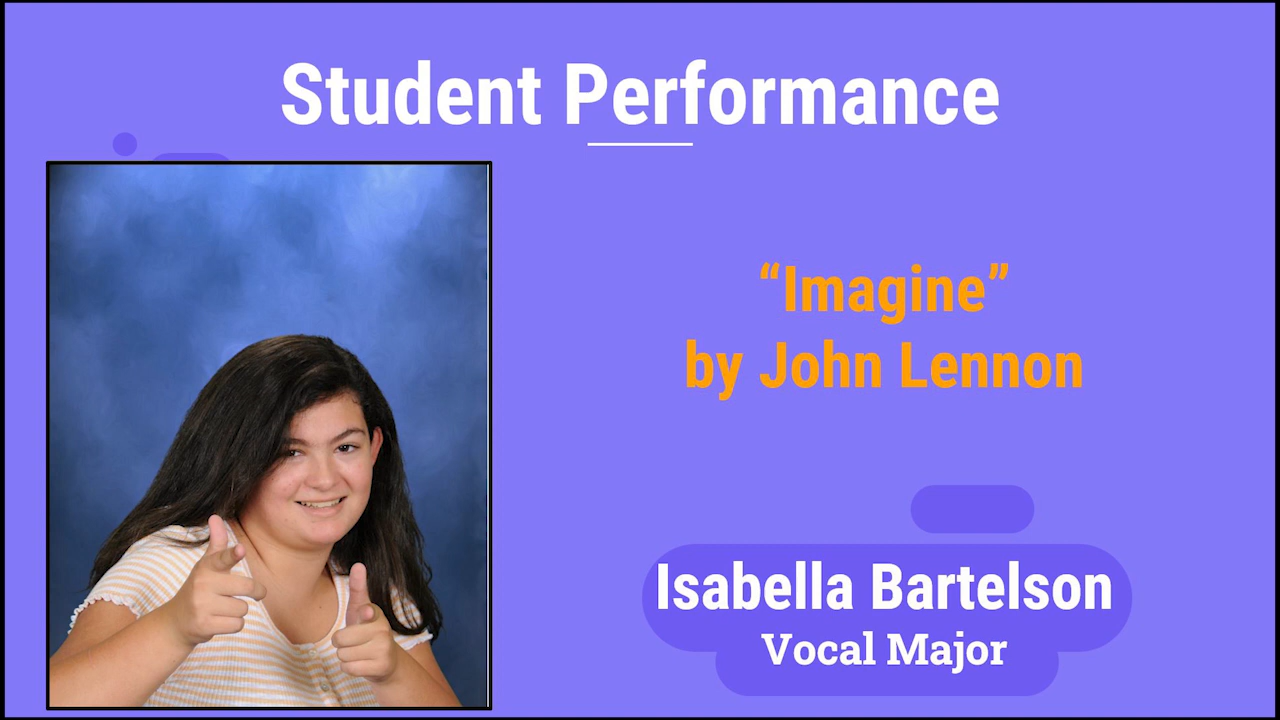 Student Performance
“Imagine”
by John Lennon
Isabella Bartelson
Vocal Major